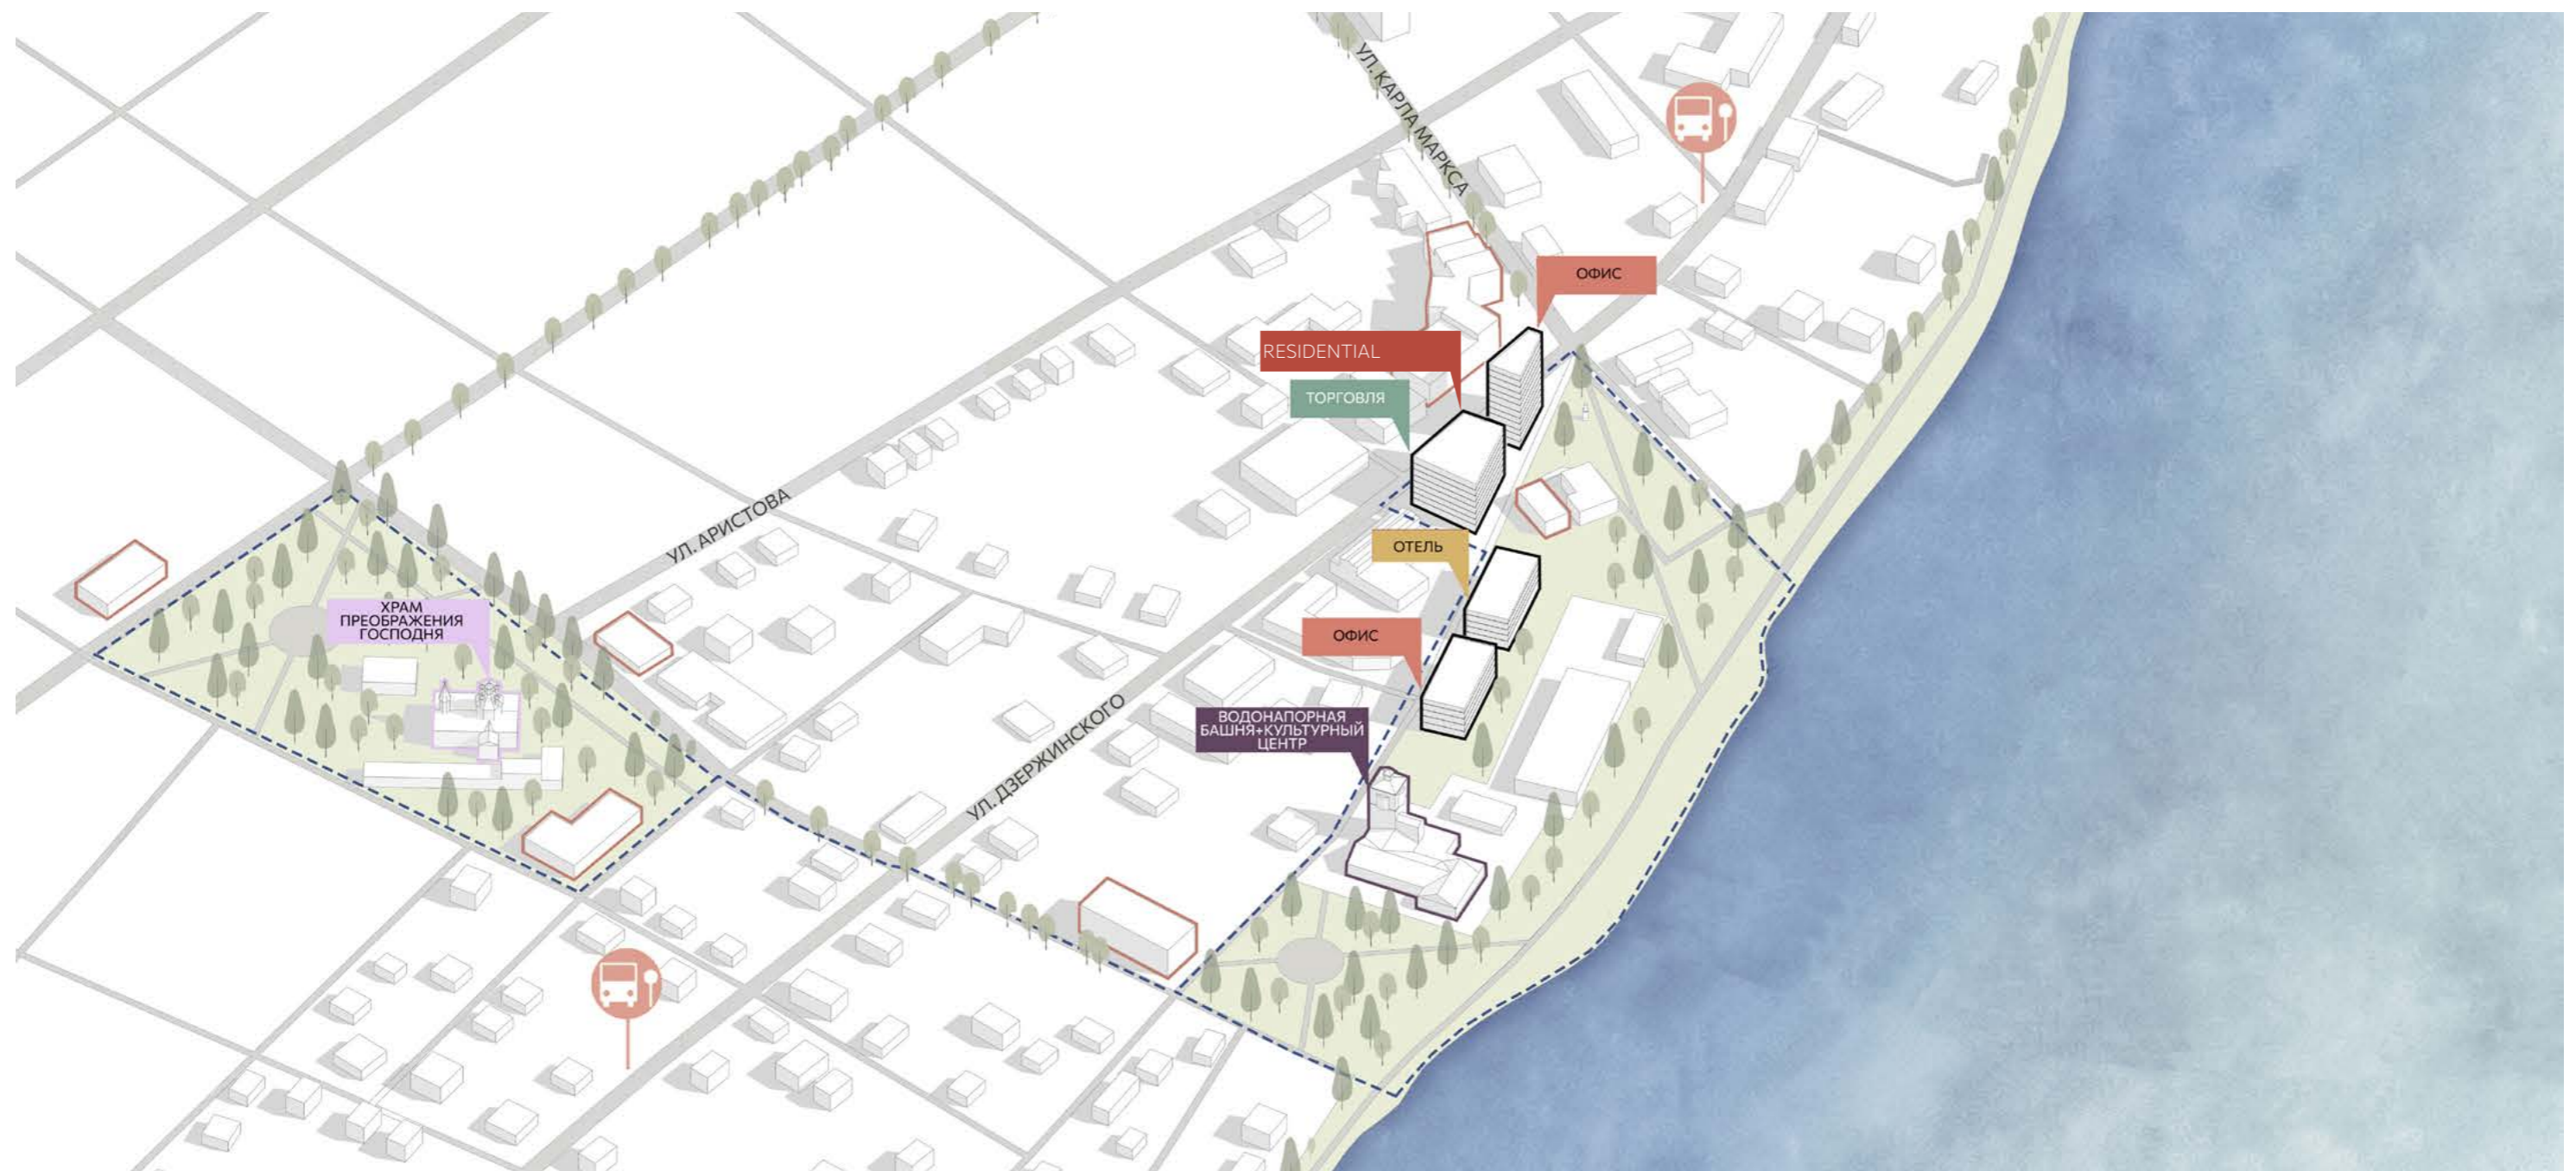 УЛ. КАРЛА МАРКСА
ОФИС
RESIDENTIAL
ТОРГОВЛЯ
УЛ. АРИСТОВА
ОТЕЛЬ
ХРАМ
ПРЕОБРАЖЕНИЯ
ГОСПОДНЯ
ОФИС
УЛ. ДЗЕРЖИНСКОГО
ВОДОНАПОРНАЯ
БАШНЯ+КУЛЬТУРНЫЙ
ЦЕНТР